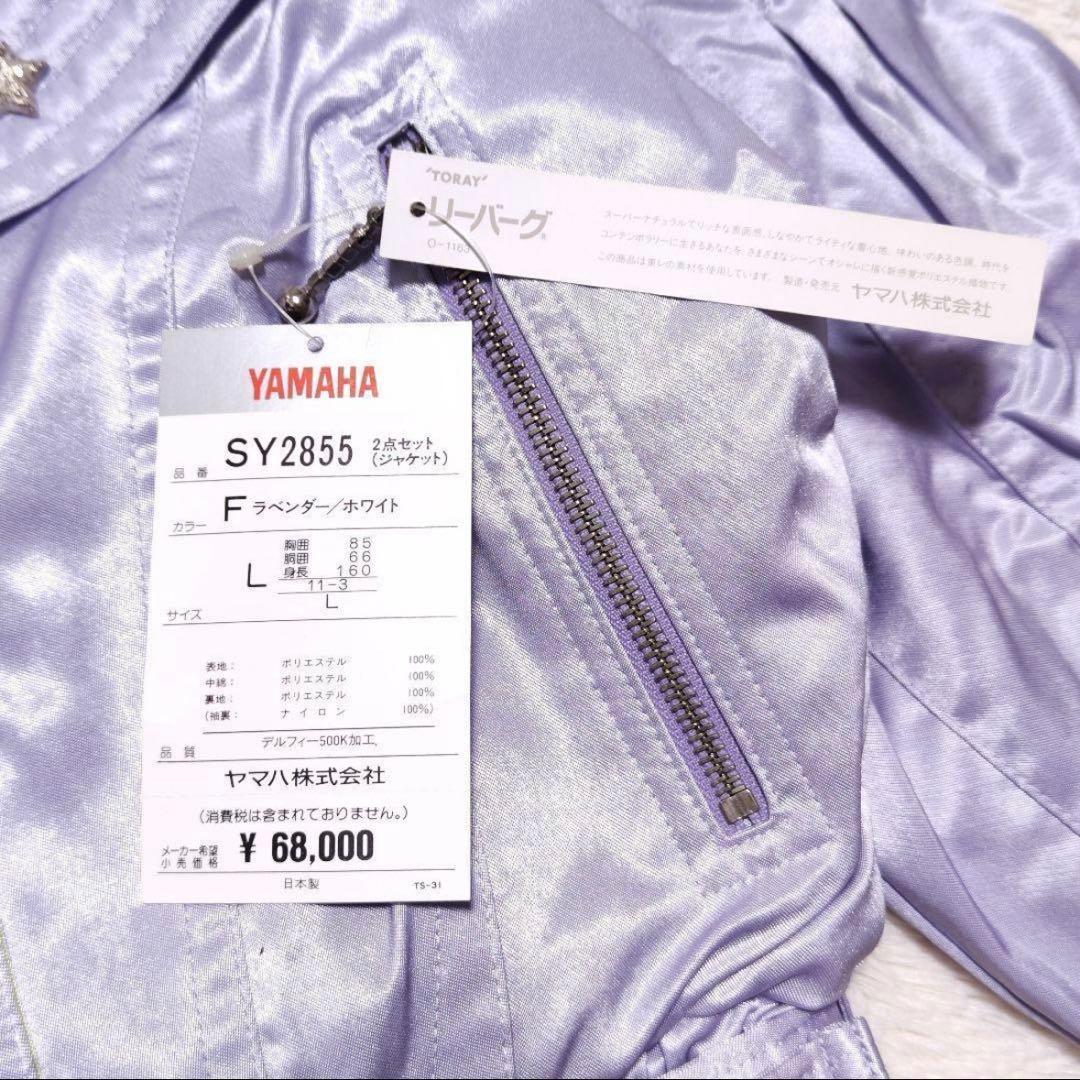 "TORAY"
リーバーグ®
O-1163
スーパーナチュラルでリッチな表面感、しなやかでライティな着心地、味わいのある色調。時代を
コンテンポラリーに生きるあなたを、さまざまなシーンでオシャレに描く新感覚ポリエステル織物です。
この商品は東レの素材を使用しています。 製造・発売元 ヤマハ株式会社
YAMAHA
品番 SY2855 2点セット
(ジャケット)
カラー F ラベンダー/ホワイト
胸囲 85
胴囲 66
身長 160
L
11-3
L
サイズ
表地: ポリエステル 100%
中綿: ポリエステル 100%
裏地: ポリエステル 100%
(袖裏: ナイロン 100%)
デルフィー500K加工,
品質
ヤマハ株式会社
(消費税は含まれておりません。)
メーカー希望
小売価格 ¥ 68,000
日本製 TS-31